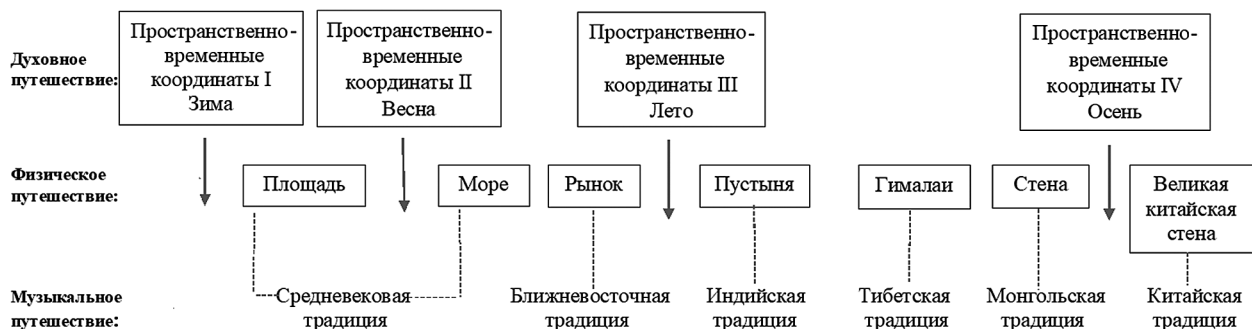 Духовное
путешествие:
Пространственно-
временные
координаты I
Зима
Пространственно-
временные
координаты II
Весна
Пространственно-
временные
координаты III
Лето
Пространственно-
временные
координаты IV
Осень
Физическое
путешествие:
Площадь
Море
Рынок
Пустыня
Гималаи
Стена
Великая
китайская
стена
Музыкальное
путешествие:
Средневековая
традиция
Ближневосточная
традиция
Индийская
традиция
Тибетская
традиция
Монгольская
традиция
Китайская
традиция